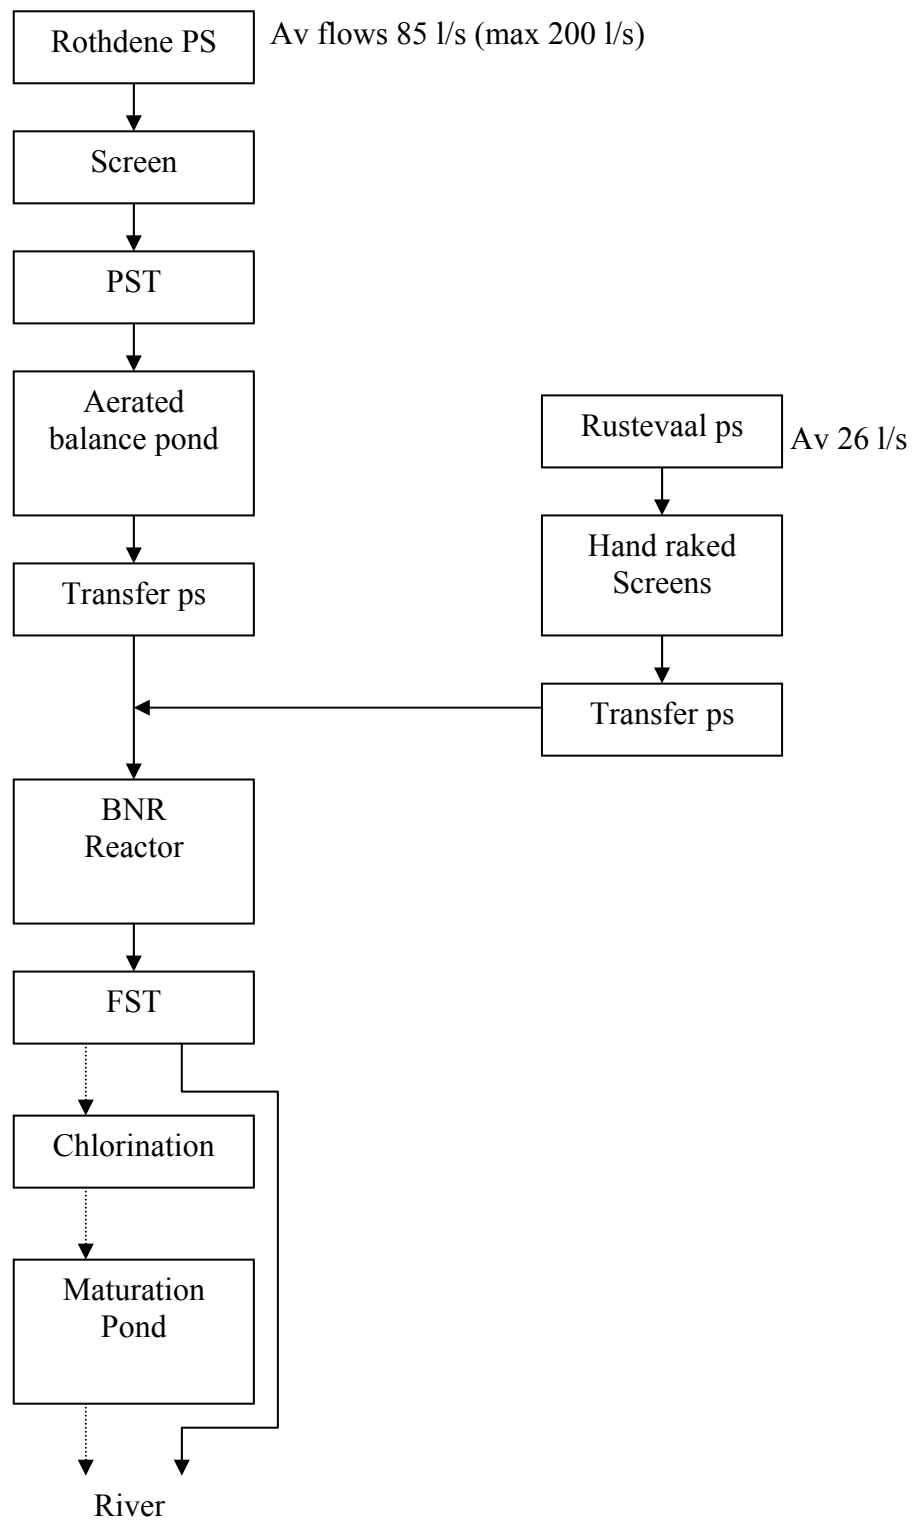 Rothdene PS
Av flows 85 l/s (max 200 l/s)
Screen
PST
Aerated
balance pond
Transfer ps
Rustevaal ps
Av 26 l/s
Hand raked
Screens
Transfer ps
BNR
Reactor
FST
Chlorination
Maturation
Pond
River